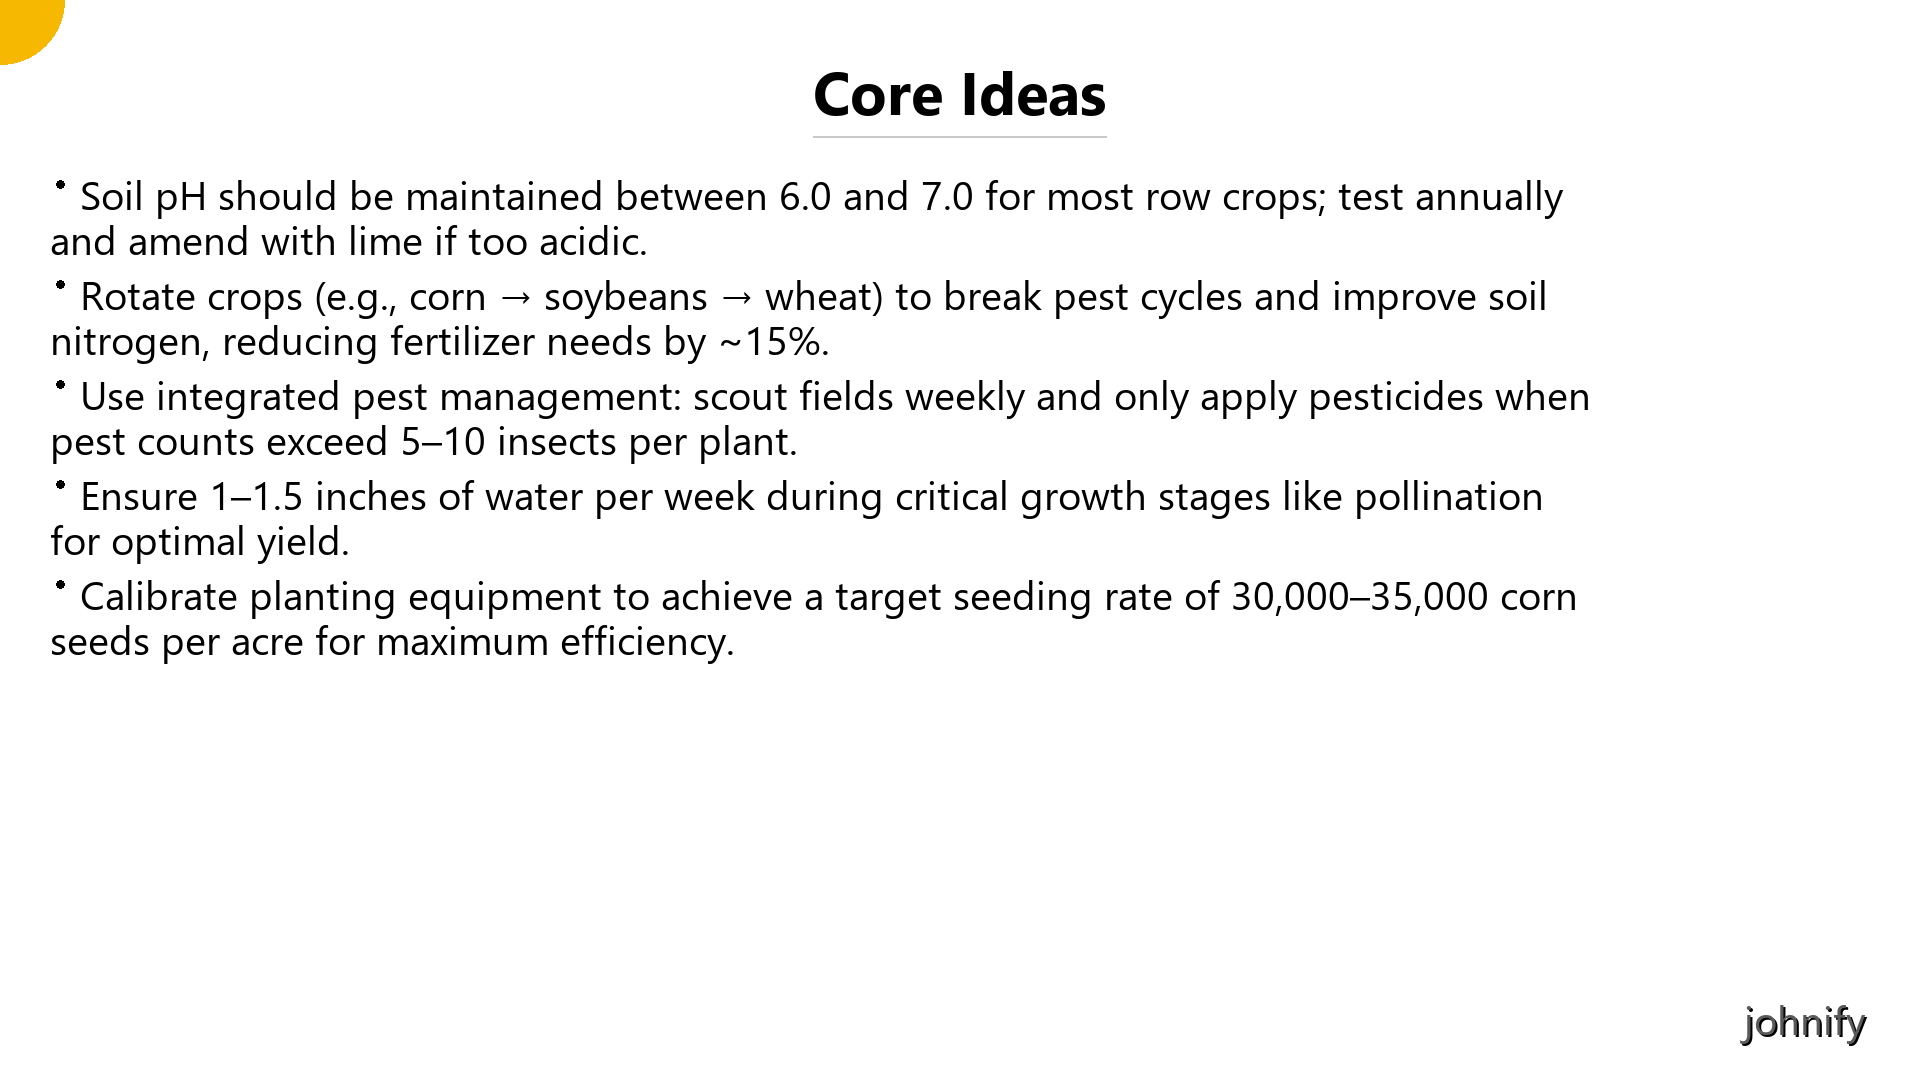 Core Ideas
• Soil pH should be maintained between 6.0 and 7.0 for most row crops; test annually
and amend with lime if too acidic.
• Rotate crops (e.g., corn → soybeans → wheat) to break pest cycles and improve soil
nitrogen, reducing fertilizer needs by ~15%.
• Use integrated pest management: scout fields weekly and only apply pesticides when
pest counts exceed 5–10 insects per plant.
• Ensure 1–1.5 inches of water per week during critical growth stages like pollination
for optimal yield.
• Calibrate planting equipment to achieve a target seeding rate of 30,000–35,000 corn
seeds per acre for maximum efficiency.
johnify